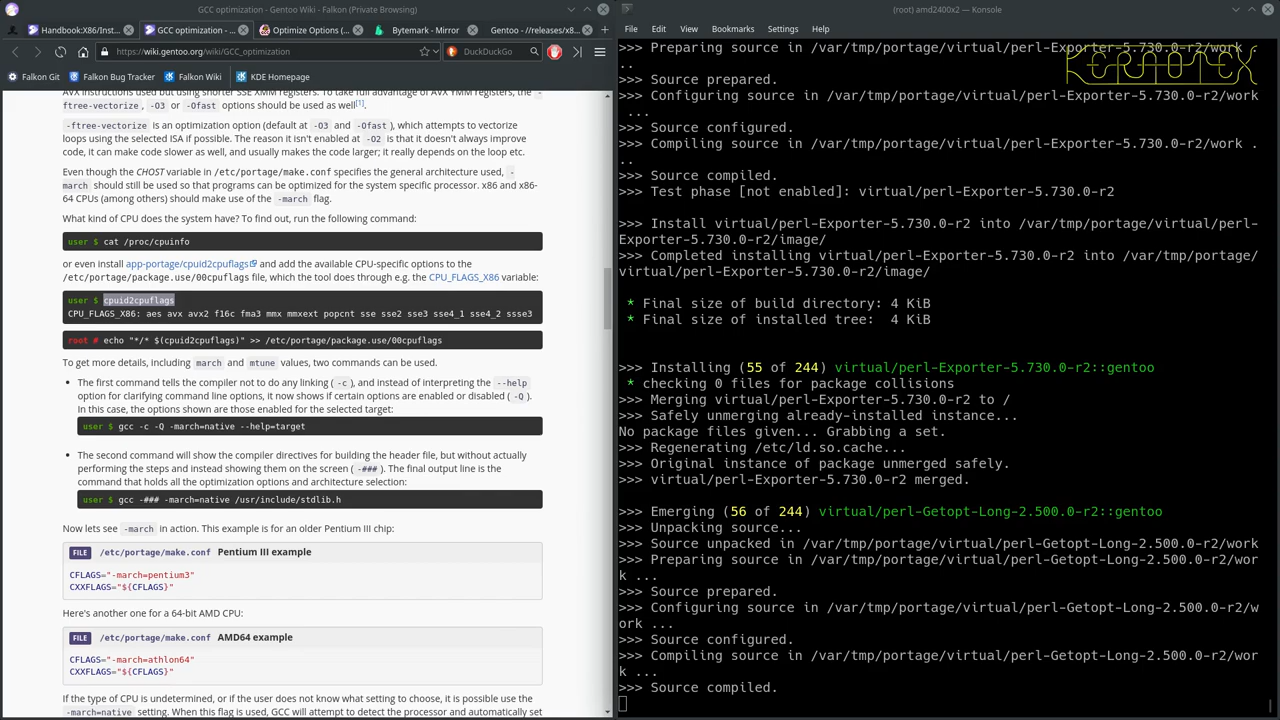 GCC optimization - Gentoo Wiki - Falkon (Private Browsing)
Handbook:X86/Inst...
GCC optimization - ...
Optimize Options (...
Bytemark - Mirror
Gentoo - //releases/x8...
https://wiki.gentoo.org/wiki/GCC_optimization
DuckDuckGo
Falkon Git
Falkon Bug Tracker
Falkon Wiki
KDE Homepage
AVX instructions used but using shorter SSE XMM registers. To take full advantage of AVX YMM registers, the -
ftree-vectorize, -O3 or -Ofast options should be used as well[1].
-ftree-vectorize is an optimization option (default at -O3 and -Ofast), which attempts to vectorize
loops using the selected ISA if possible. The reason it isn't enabled at -O2 is that it doesn't always improve
code, it can make code slower as well, and usually makes the code larger; it really depends on the loop etc.
Even though the CHOST variable in /etc/portage/make.conf specifies the general architecture used, -
march should still be used so that programs can be optimized for the system specific processor. x86 and x86-
64 CPUs (among others) should make use of the -march flag.
What kind of CPU does the system have? To find out, run the following command:
user $ cat /proc/cpuinfo
or even install app-portage/cpuid2cpuflags and add the available CPU-specific options to the
/etc/portage/package.use/00cpuflags file, which the tool does through e.g. the CPU_FLAGS_X86 variable:
user $ cpuid2cpuflags
CPU_FLAGS_X86: aes avx avx2 f16c fma3 mmx mmxext popcnt sse sse2 sse3 sse4_1 sse4_2 ssse3
root # echo "*/* $(cpuid2cpuflags)" >> /etc/portage/package.use/00cpuflags
To get more details, including march and mtune values, two commands can be used.
The first command tells the compiler not to do any linking (-c), and instead of interpreting the --help
option for clarifying command line options, it now shows if certain options are enabled or disabled (-Q).
In this case, the options shown are those enabled for the selected target:
user $ gcc -c -Q -march=native --help=target
The second command will show the compiler directives for building the header file, but without actually
performing the steps and instead showing them on the screen (-###). The final output line is the
command that holds all the optimization options and architecture selection:
user $ gcc -### -march=native /usr/include/stdlib.h
Now lets see -march in action. This example is for an older Pentium III chip:
FILE /etc/portage/make.conf Pentium III example
CFLAGS="-march=pentium3"
CXXFLAGS="${CFLAGS}"
Here's another one for a 64-bit AMD CPU:
FILE /etc/portage/make.conf AMD64 example
CFLAGS="-march=athlon64"
CXXFLAGS="${CFLAGS}"
If the type of CPU is undetermined, or if the user does not know what setting to choose, it is possible use the
-march=native setting. When this flag is used, GCC will attempt to detect the processor and automatically set
(root) amd2400x2 — Konsole
File Edit View Bookmarks Settings Help
KERNOTEX
>>> Preparing source in /var/tmp/portage/virtual/perl-Exporter-5.730.0-r2/work .
..
>>> Source prepared.
>>> Configuring source in /var/tmp/portage/virtual/perl-Exporter-5.730.0-r2/work
...
>>> Source configured.
>>> Compiling source in /var/tmp/portage/virtual/perl-Exporter-5.730.0-r2/work .
..
>>> Source compiled.
>>> Test phase [not enabled]: virtual/perl-Exporter-5.730.0-r2
>>> Install virtual/perl-Exporter-5.730.0-r2 into /var/tmp/portage/virtual/perl-
Exporter-5.730.0-r2/image/
>>> Completed installing virtual/perl-Exporter-5.730.0-r2 into /var/tmp/portage/
virtual/perl-Exporter-5.730.0-r2/image/
* Final size of build directory: 4 KiB
* Final size of installed tree: 4 KiB
>>> Installing (55 of 244) virtual/perl-Exporter-5.730.0-r2::gentoo
* checking 0 files for package collisions
>>> Merging virtual/perl-Exporter-5.730.0-r2 to /
>>> Safely unmerging already-installed instance...
No package files given... Grabbing a set.
>>> Regenerating /etc/ld.so.cache...
>>> Original instance of package unmerged safely.
>>> virtual/perl-Exporter-5.730.0-r2 merged.
>>> Emerging (56 of 244) virtual/perl-Getopt-Long-2.500.0-r2::gentoo
>>> Unpacking source...
>>> Source unpacked in /var/tmp/portage/virtual/perl-Getopt-Long-2.500.0-r2/work
>>> Preparing source in /var/tmp/portage/virtual/perl-Getopt-Long-2.500.0-r2/wor
k ...
>>> Source prepared.
>>> Configuring source in /var/tmp/portage/virtual/perl-Getopt-Long-2.500.0-r2/w
ork ...
>>> Source configured.
>>> Compiling source in /var/tmp/portage/virtual/perl-Getopt-Long-2.500.0-r2/wor
k ...
>>> Source compiled.